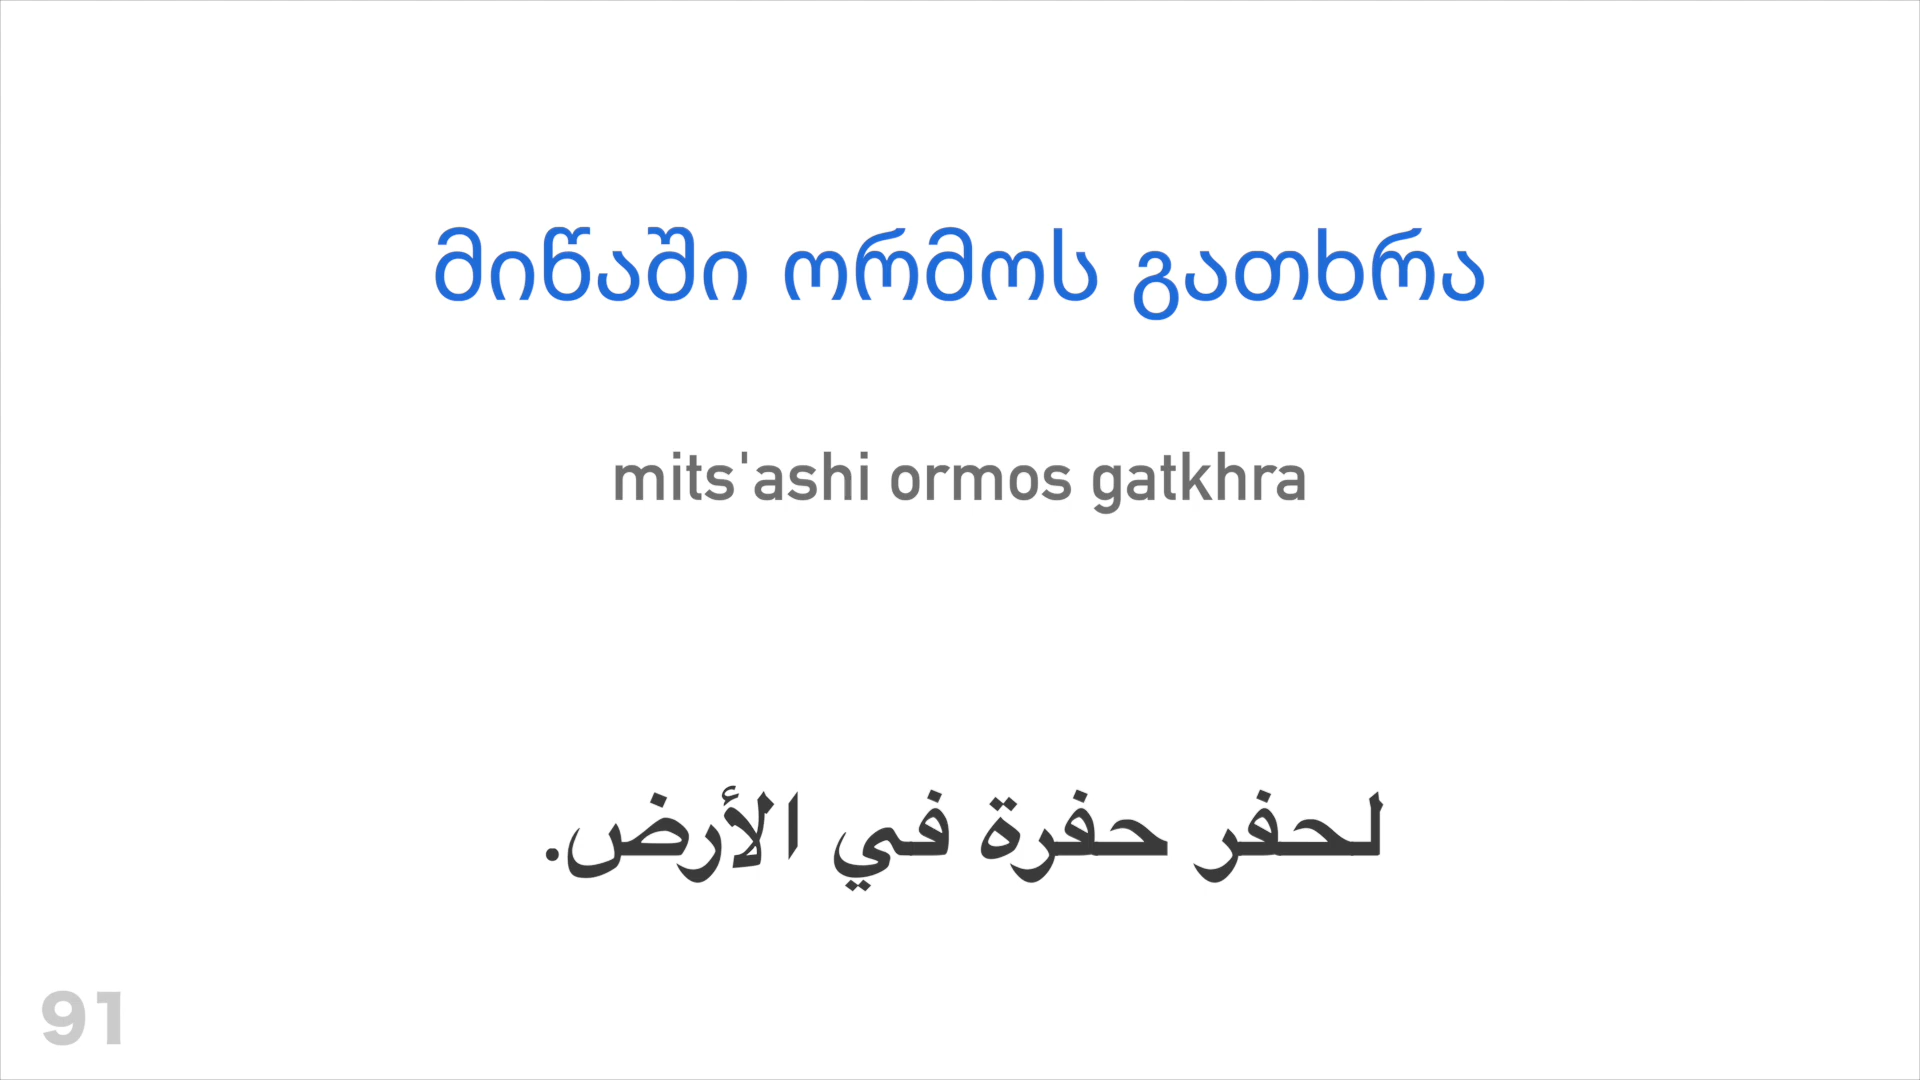 მიწაში ორმოს გათხრა
mits'ashi ormos gatkhra
لحفر حفرة في الأرض.
91